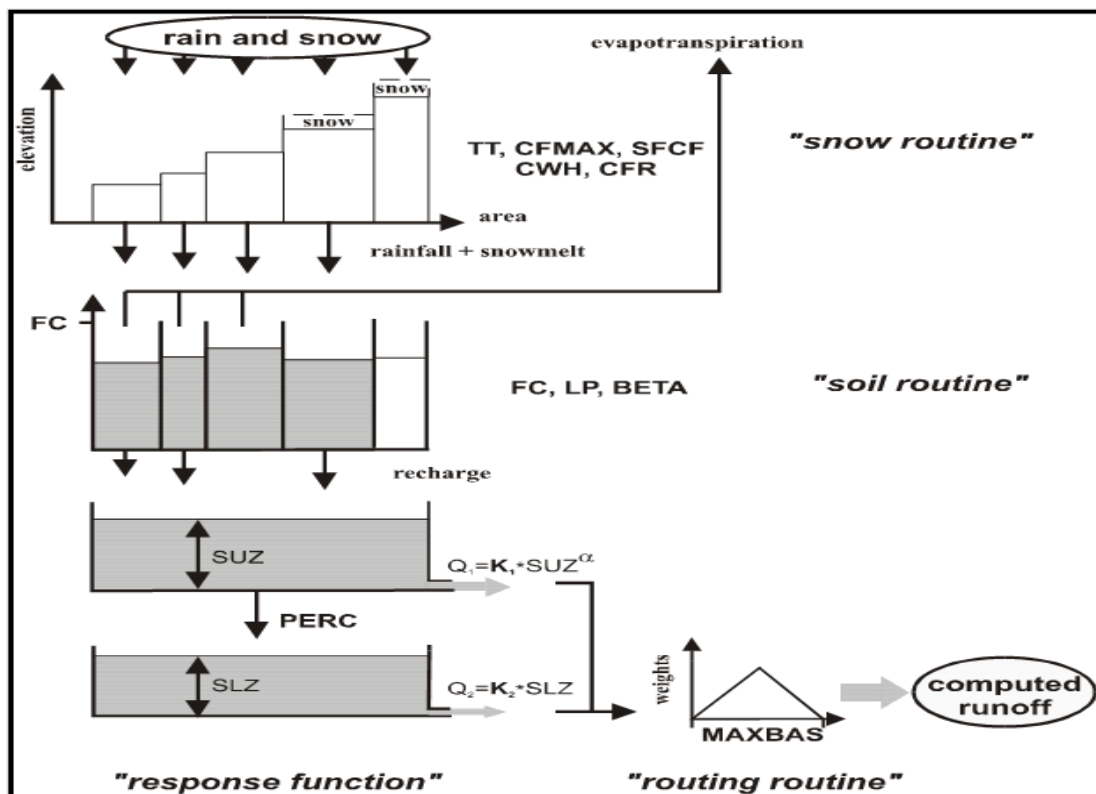 rain and snow
evapotranspiration
elevation
snow
snow
TT, CFMAX, SFCF
CWH, CFR
"snow routine"
area
rainfall + snowmelt
FC
FC, LP, BETA
"soil routine"
recharge
SUZ
Q₁=K₁*SUZ^α
PERC
SLZ
Q₂=K₂*SLZ
weights
MAXBAS
computed
runoff
"response function"
"routing routine"